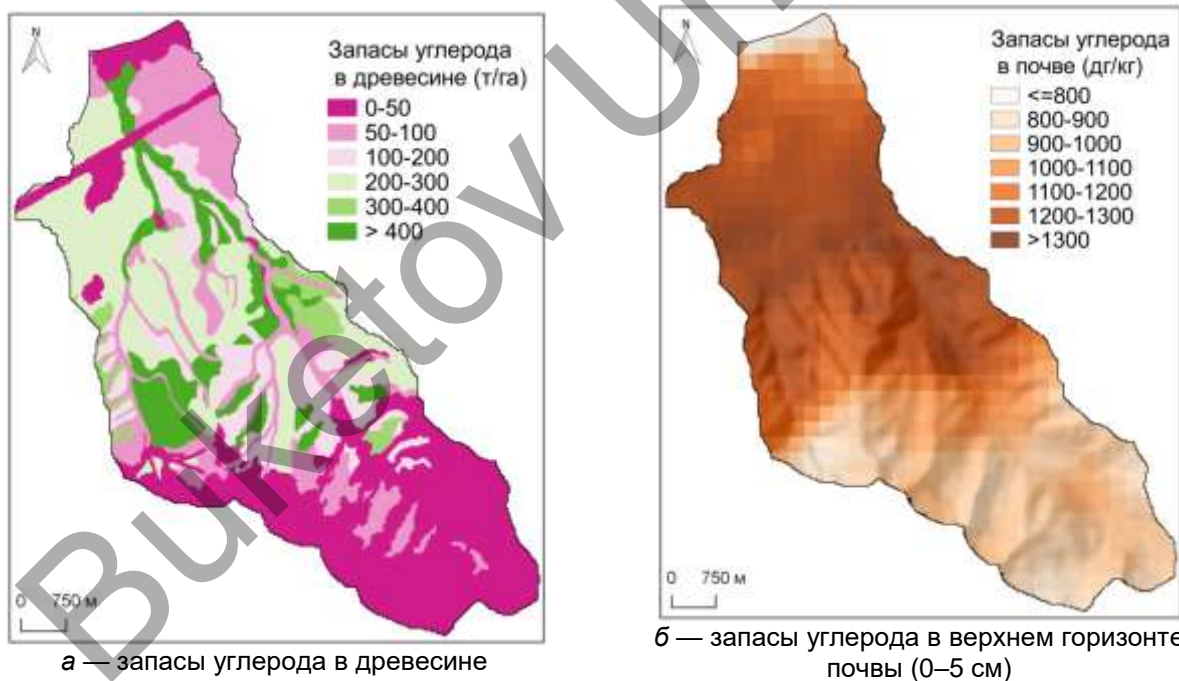 N
Запасы углерода
в древесине (т/га)
0-50
50-100
100-200
200-300
300-400
> 400
0 750 м
а — запасы углерода в древесине
N
Запасы углерода
в почве (дг/кг)
<=800
800-900
900-1000
1000-1100
1100-1200
1200-1300
>1300
0 750 м
б — запасы углерода в верхнем горизонте
почвы (0–5 см)
Buketov Un